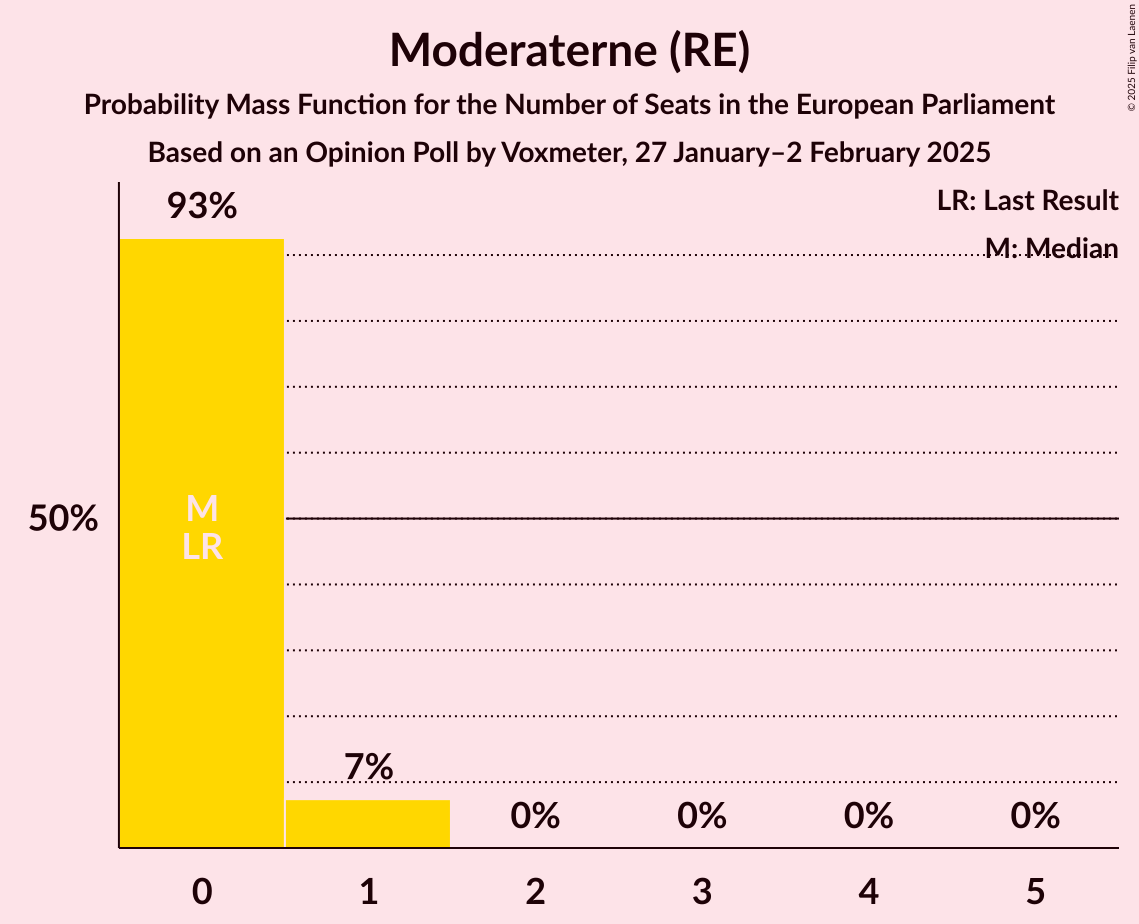 Moderaterne (RE)
Probability Mass Function for the Number of Seats in the European Parliament
Based on an Opinion Poll by Voxmeter, 27 January–2 February 2025
© 2025 Filip van Laenen
LR: Last Result
M: Median
93%
50%
M
LR
7%
0%
0%
0%
0%
0 1 2 3 4 5